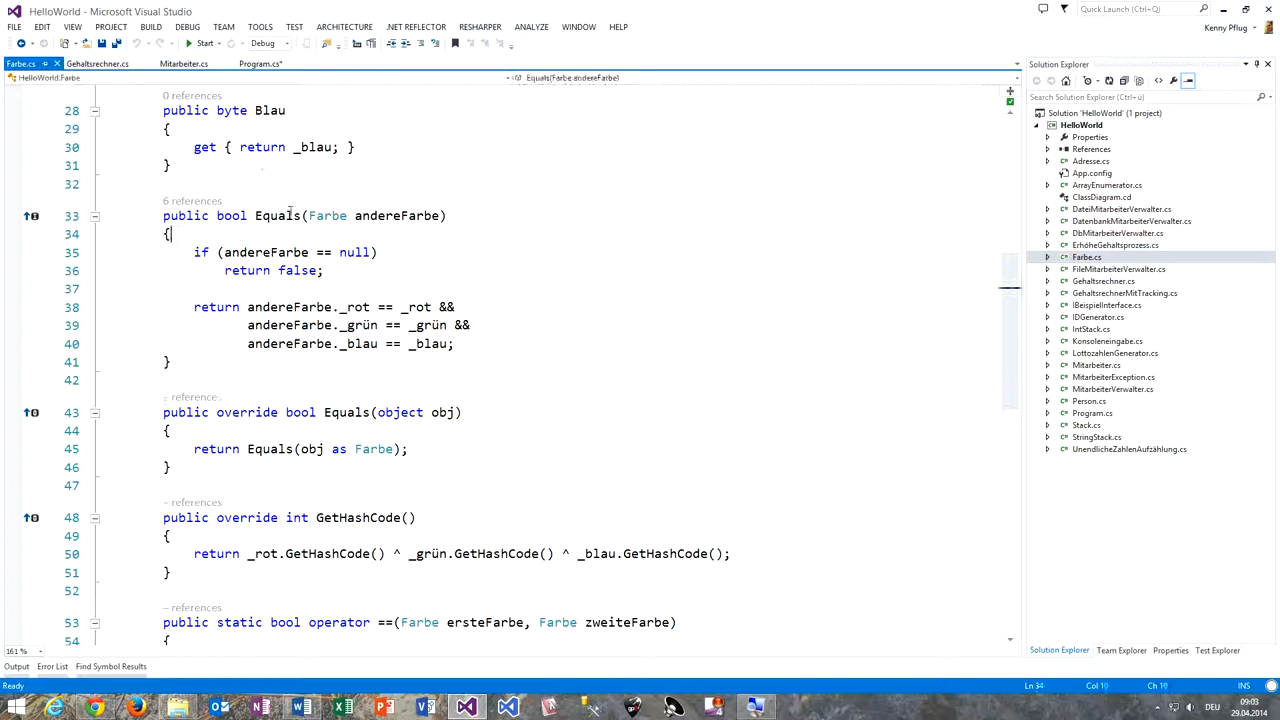 HelloWorld - Microsoft Visual Studio
Quick Launch (Ctrl+Q)
FILE EDIT VIEW PROJECT BUILD DEBUG TEAM TOOLS TEST ARCHITECTURE .NET REFLECTOR RESHARPER ANALYZE WINDOW HELP
Kenny Pflug
Start Debug
Farbe.cs Gehaltsrechner.cs Mitarbeiter.cs Program.cs*
HelloWorld.Farbe
Equals(Farbe andereFarbe)
0 references
28 public byte Blau
29 {
30 get { return _blau; }
31 }
32
6 references
33 public bool Equals(Farbe andereFarbe)
34 {
35 if (andereFarbe == null)
36 return false;
37
38 return andereFarbe._rot == _rot &&
39 andereFarbe._grün == _grün &&
40 andereFarbe._blau == _blau;
41 }
42
- references
43 public override bool Equals(object obj)
44 {
45 return Equals(obj as Farbe);
46 }
47
- references
48 public override int GetHashCode()
49 {
50 return _rot.GetHashCode() ^ _grün.GetHashCode() ^ _blau.GetHashCode();
51 }
52
- references
53 public static bool operator ==(Farbe ersteFarbe, Farbe zweiteFarbe)
54 {
161 %
Solution Explorer
Search Solution Explorer (Ctrl+ü)
Solution 'HelloWorld' (1 project)
HelloWorld
Properties
References
Adresse.cs
App.config
ArrayEnumerator.cs
ClassDiagram.cd
DateiMitarbeiterVerwalter.cs
DatenbankMitarbeiterVerwalter.cs
DbMitarbeiterVerwalter.cs
ErhöheGehaltsprozess.cs
Farbe.cs
FileMitarbeiterVerwalter.cs
Gehaltsrechner.cs
GehaltsrechnerMitTracking.cs
IBeispielInterface.cs
IDGenerator.cs
IntStack.cs
Konsoleneingabe.cs
LottozahlenGenerator.cs
Mitarbeiter.cs
MitarbeiterException.cs
MitarbeiterVerwalter.cs
Person.cs
Program.cs
Stack.cs
StringStack.cs
UnendlicheZahlenAufzählung.cs
Solution Explorer Team Explorer Properties Test Explorer
Output Error List Find Symbol Results
Ready
Ln 34 Col 10 Ch 10 INS
DEU
09:03
29.04.2014